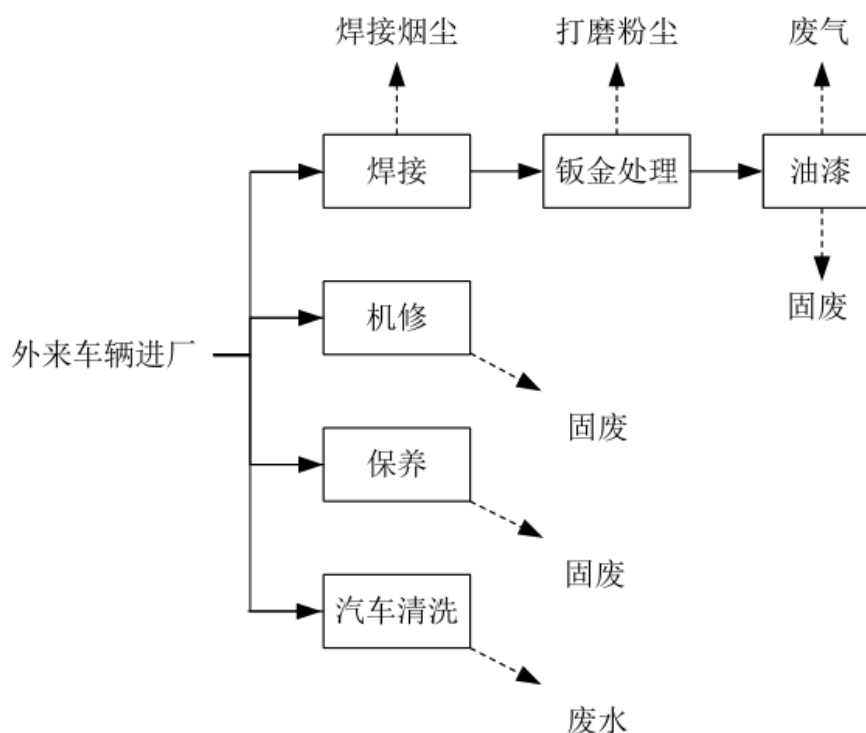 焊接烟尘
打磨粉尘
废气
焊接
钣金处理
油漆
固废
机修
外来车辆进厂
固废
保养
固废
汽车清洗
废水